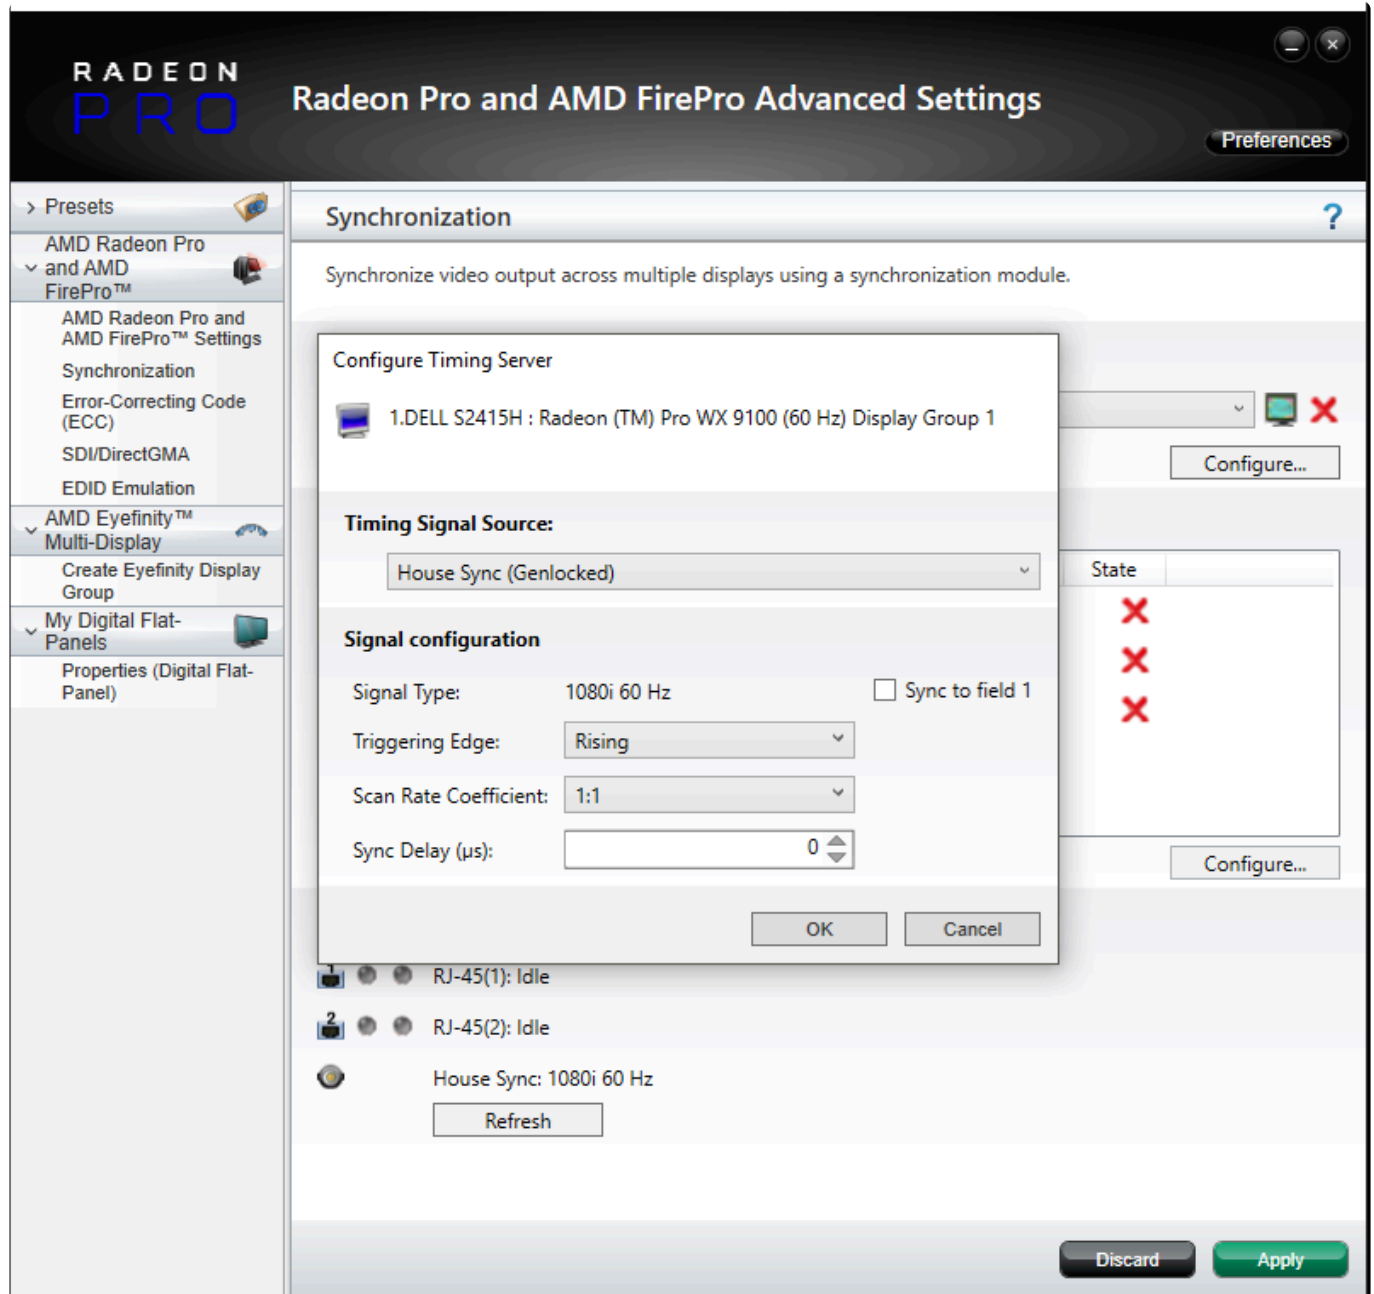 RADEON
PRO
Radeon Pro and AMD FirePro Advanced Settings
Preferences
Presets
AMD Radeon Pro
and AMD
FirePro™
AMD Radeon Pro and
AMD FirePro™ Settings
Synchronization
Error-Correcting Code
(ECC)
SDI/DirectGMA
EDID Emulation
AMD Eyefinity™
Multi-Display
Create Eyefinity Display
Group
My Digital Flat-
Panels
Properties (Digital Flat-
Panel)
Synchronization
?
Synchronize video output across multiple displays using a synchronization module.
Configure Timing Server
1.DELL S2415H : Radeon (TM) Pro WX 9100 (60 Hz) Display Group 1
Configure...
Timing Signal Source:
House Sync (Genlocked)
State
Signal configuration
Signal Type: 1080i 60 Hz Sync to field 1
Triggering Edge: Rising
Scan Rate Coefficient: 1:1
Sync Delay (µs): 0
Configure...
OK Cancel
1 RJ-45(1): Idle
2 RJ-45(2): Idle
House Sync: 1080i 60 Hz
Refresh
Discard Apply